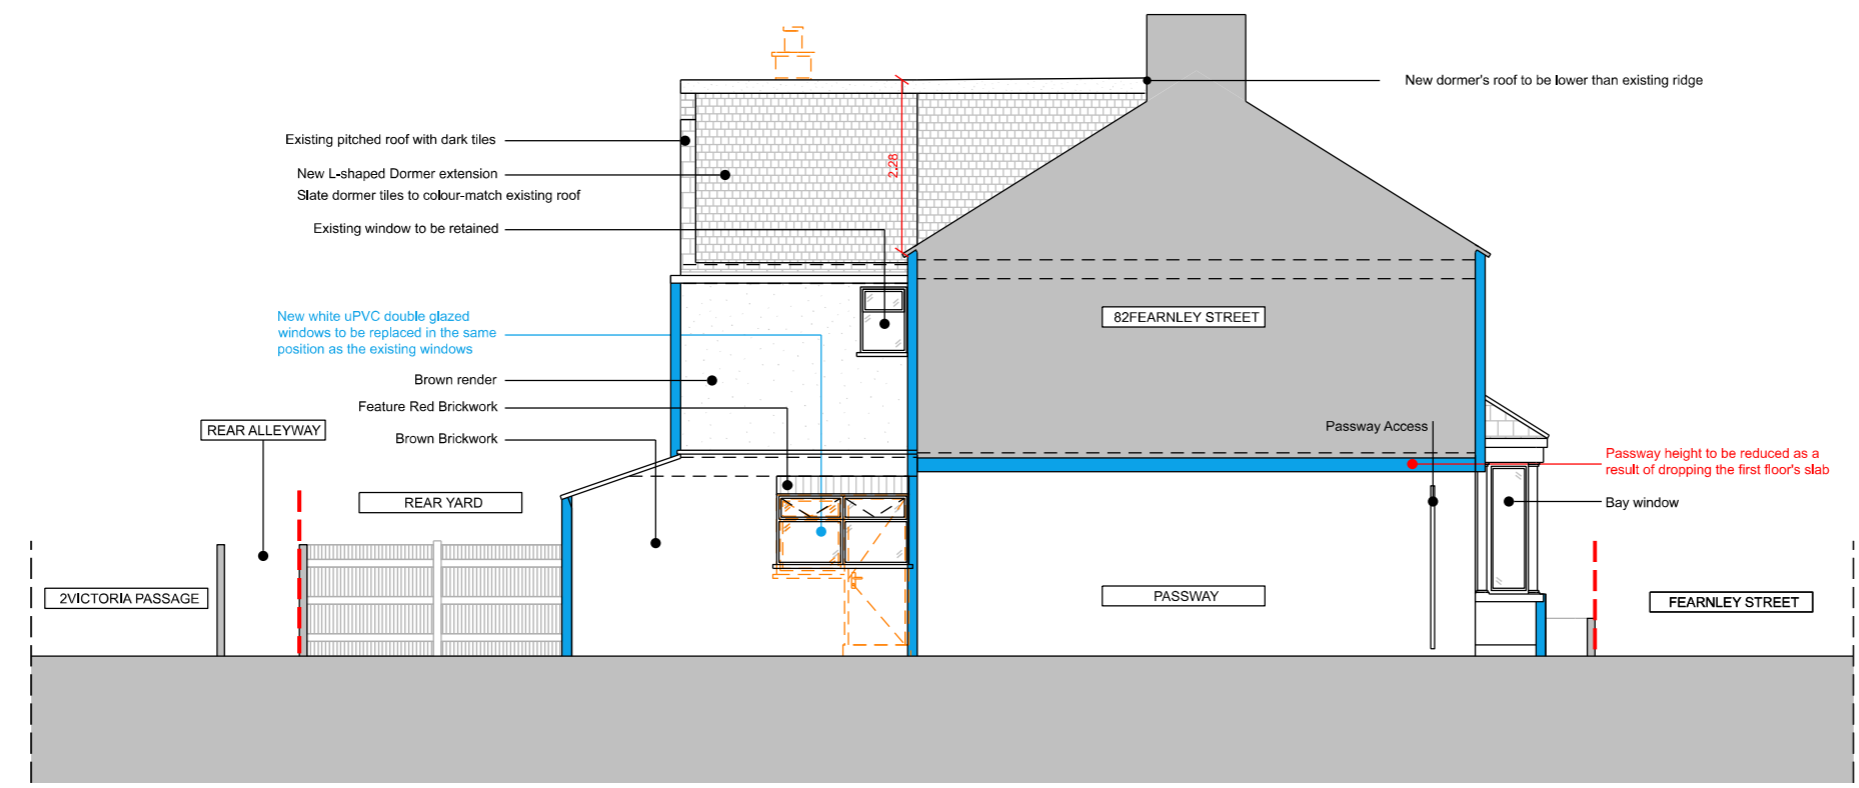 New dormer's roof to be lower than existing ridge
Existing pitched roof with dark tiles
New L-shaped Dormer extension
Slate dormer tiles to colour-match existing roof
2.28
Existing window to be retained
New white uPVC double glazed
windows to be replaced in the same
position as the existing windows
82FEARNLEY STREET
Brown render
Feature Red Brickwork
Brown Brickwork
REAR ALLEYWAY
Passway Access
Passway height to be reduced as a
result of dropping the first floor's slab
REAR YARD
Bay window
2VICTORIA PASSAGE
PASSWAY
FEARNLEY STREET